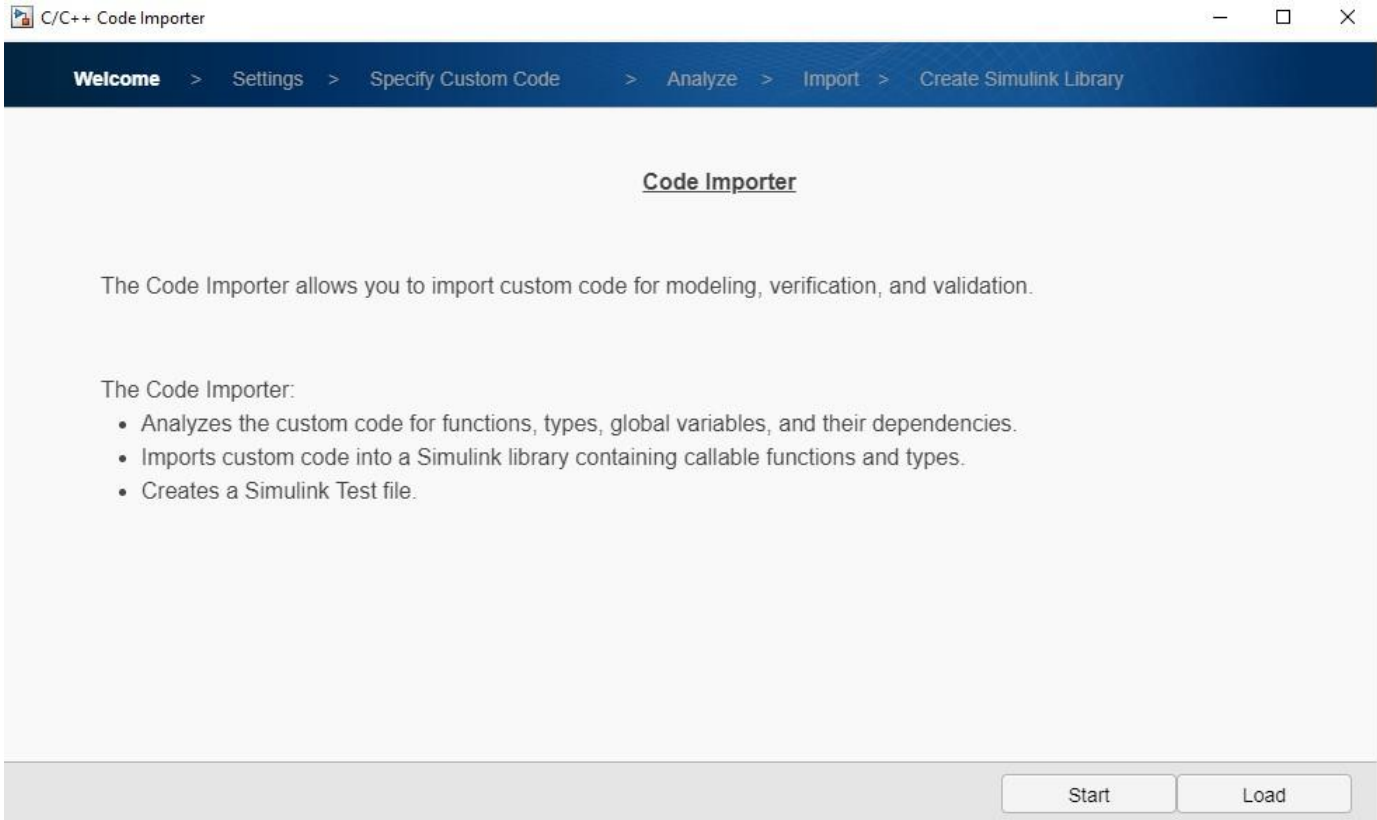 C/C++ Code Importer
Welcome > Settings > Specify Custom Code > Analyze > Import > Create Simulink Library
Code Importer
The Code Importer allows you to import custom code for modeling, verification, and validation.
The Code Importer:
• Analyzes the custom code for functions, types, global variables, and their dependencies.
• Imports custom code into a Simulink library containing callable functions and types.
• Creates a Simulink Test file.
Start Load